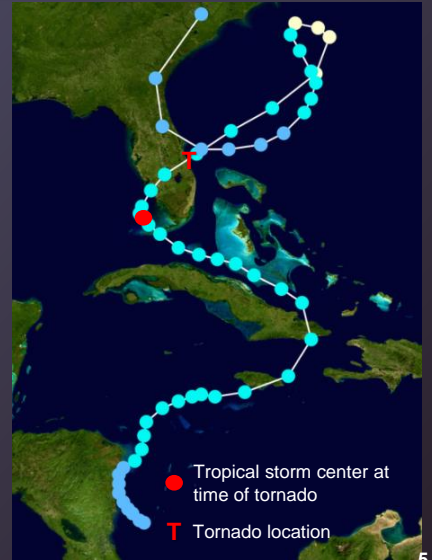 T
Tropical storm center at
time of tornado
T Tornado location
5